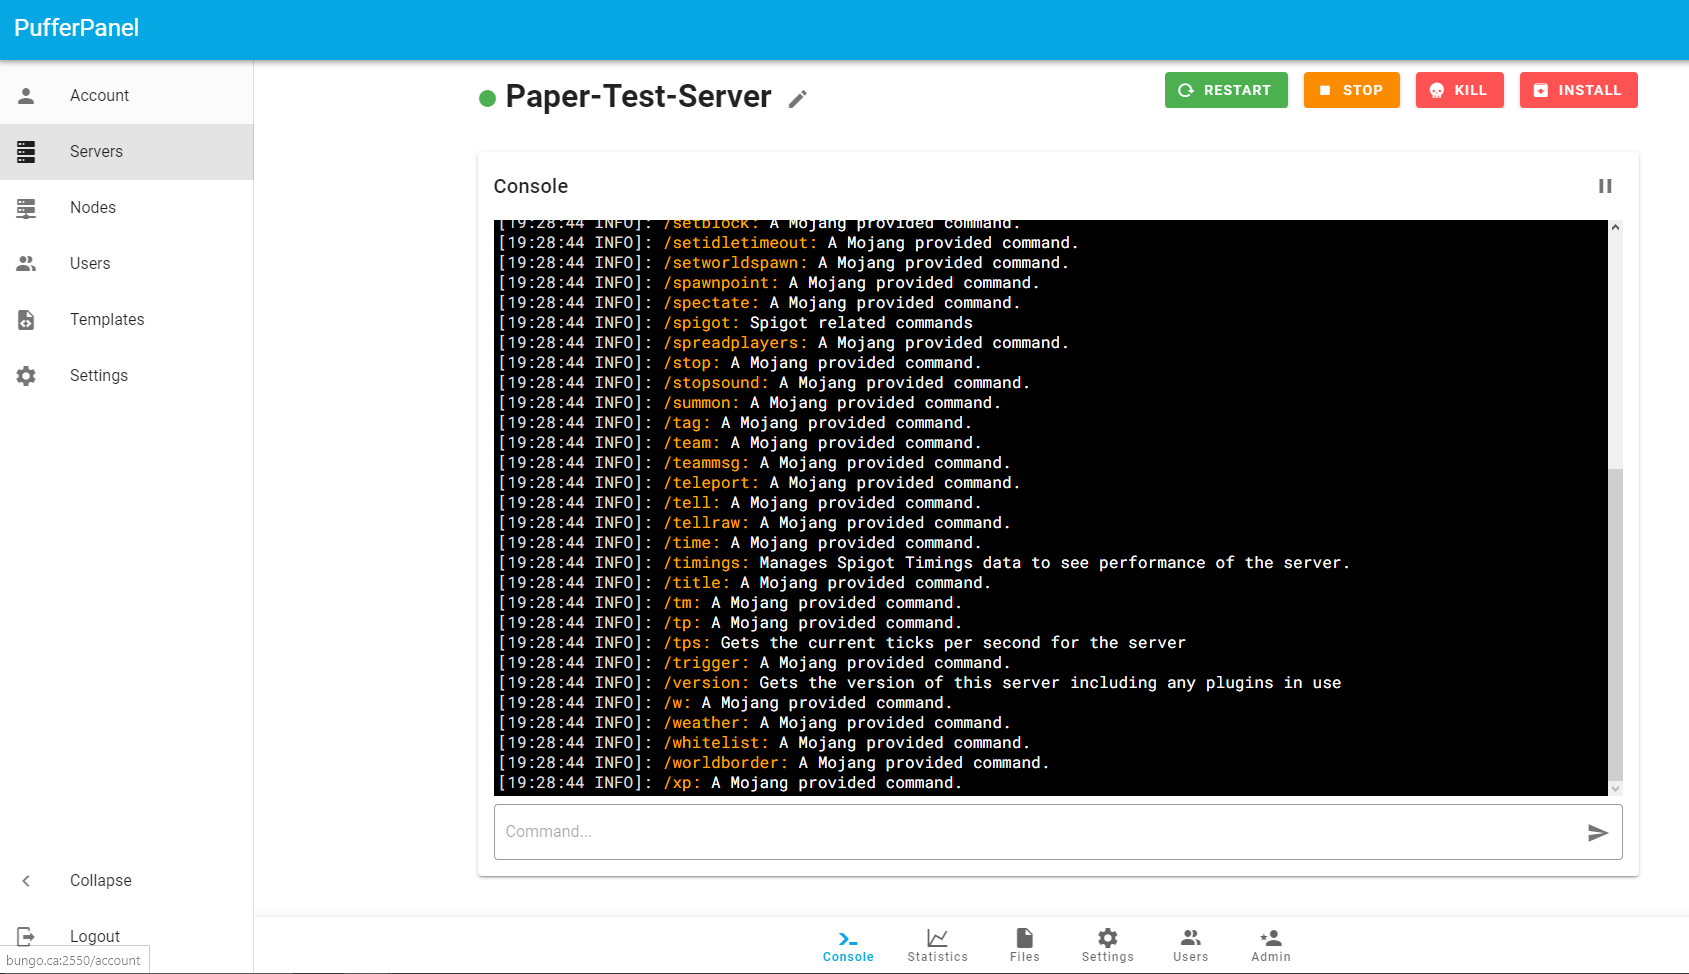 PufferPanel
Account
Servers
Nodes
Users
Templates
Settings
Collapse
Logout
bungo.ca:2550/account
Paper-Test-Server
RESTART
STOP
KILL
INSTALL
Console
[19:28:44 INFO]: /setblock: A Mojang provided command.
[19:28:44 INFO]: /setidletimeout: A Mojang provided command.
[19:28:44 INFO]: /setworldspawn: A Mojang provided command.
[19:28:44 INFO]: /spawnpoint: A Mojang provided command.
[19:28:44 INFO]: /spectate: A Mojang provided command.
[19:28:44 INFO]: /spigot: Spigot related commands
[19:28:44 INFO]: /spreadplayers: A Mojang provided command.
[19:28:44 INFO]: /stop: A Mojang provided command.
[19:28:44 INFO]: /stopsound: A Mojang provided command.
[19:28:44 INFO]: /summon: A Mojang provided command.
[19:28:44 INFO]: /tag: A Mojang provided command.
[19:28:44 INFO]: /team: A Mojang provided command.
[19:28:44 INFO]: /teammsg: A Mojang provided command.
[19:28:44 INFO]: /teleport: A Mojang provided command.
[19:28:44 INFO]: /tell: A Mojang provided command.
[19:28:44 INFO]: /tellraw: A Mojang provided command.
[19:28:44 INFO]: /time: A Mojang provided command.
[19:28:44 INFO]: /timings: Manages Spigot Timings data to see performance of the server.
[19:28:44 INFO]: /title: A Mojang provided command.
[19:28:44 INFO]: /tm: A Mojang provided command.
[19:28:44 INFO]: /tp: A Mojang provided command.
[19:28:44 INFO]: /tps: Gets the current ticks per second for the server
[19:28:44 INFO]: /trigger: A Mojang provided command.
[19:28:44 INFO]: /version: Gets the version of this server including any plugins in use
[19:28:44 INFO]: /w: A Mojang provided command.
[19:28:44 INFO]: /weather: A Mojang provided command.
[19:28:44 INFO]: /whitelist: A Mojang provided command.
[19:28:44 INFO]: /worldborder: A Mojang provided command.
[19:28:44 INFO]: /xp: A Mojang provided command.
Command...
Console
Statistics
Files
Settings
Users
Admin